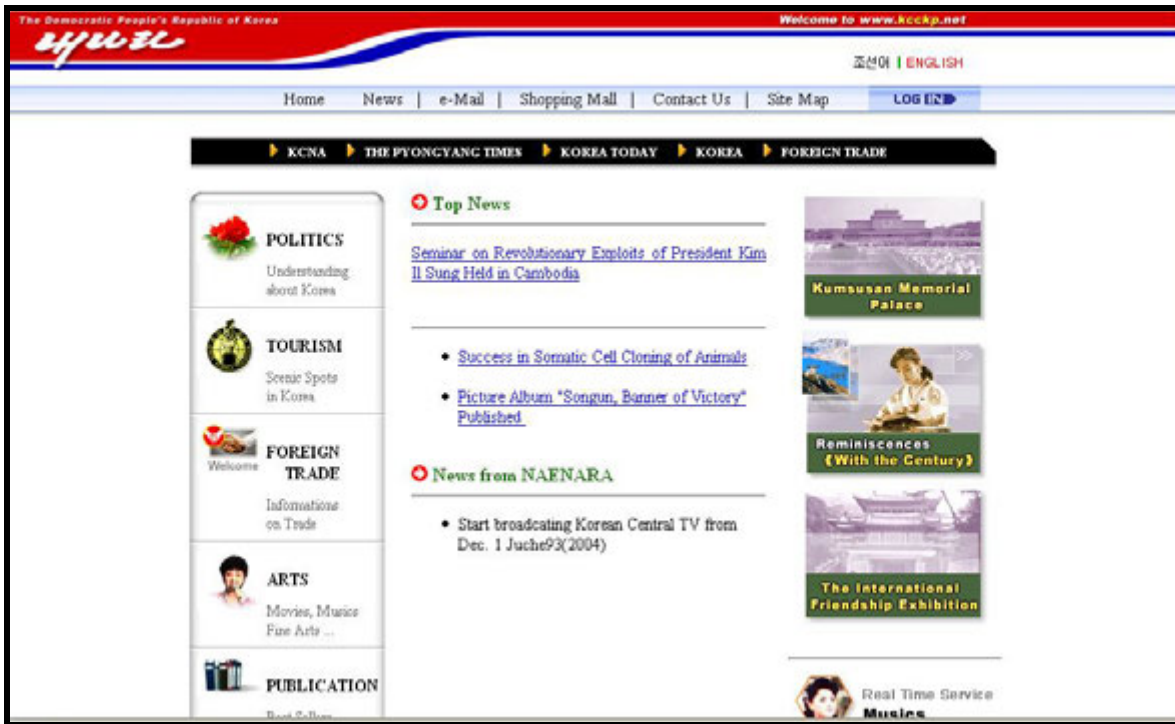 The Democratic People's Republic of Korea
Welcome to www.kcckp.net
내나라
조선어 | ENGLISH
Home
News | e-Mail | Shopping Mall | Contact Us | Site Map
LOG IN
KCNA
THE PYONGYANG TIMES
KOREA TODAY
KOREA
FOREIGN TRADE
POLITICS
Understanding
about Korea
TOURISM
Scenic Spots
in Korea
Welcome
FOREIGN
TRADE
Informations
on Trade
ARTS
Movies, Musics
Fine Arts ...
PUBLICATION
Best Sellers
Top News
Seminar on Revolutionary Exploits of President Kim
Il Sung Held in Cambodia
• Success in Somatic Cell Cloning of Animals
• Picture Album "Songun, Banner of Victory"
Published
News from NAENARA
• Start broadcating Korean Central TV from
Dec. 1 Juche93(2004)
Kumsusan Memorial
Palace
Reminiscences
《With the Century》
The International
Friendship Exhibition
Real Time Service
Musics